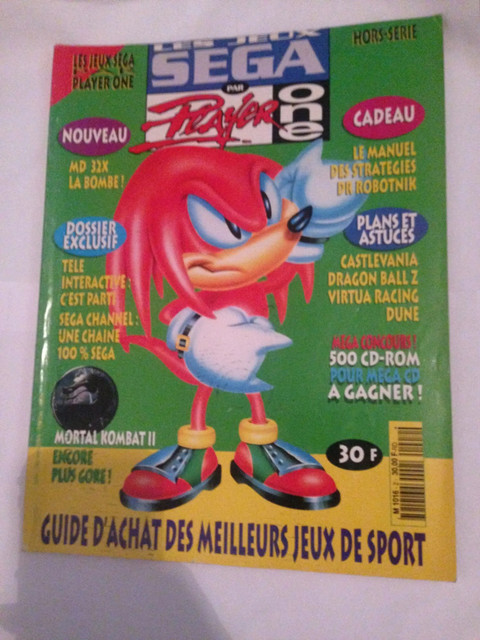 LES JEUX SEGA
PLAYER ONE
LES JEUX
SEGA
PAR
PLAYER
one
HORS-SERIE
NOUVEAU
MD 32X
LA BOMBE !
CADEAU
LE MANUEL
DES STRATEGIES
DR ROBOTNIK
DOSSIER
EXCLUSIF
TELE
INTERACTIVE :
C'EST PARTI
SEGA CHANNEL :
UNE CHAINE
100 % SEGA
PLANS ET
ASTUCES
CASTLEVANIA
DRAGON BALL Z
VIRTUA RACING
DUNE
MEGA CONCOURS !
500 CD-ROM
POUR MEGA CD
A GAGNER !
MORTAL KOMBAT II
ENCORE
PLUS GORE !
30 F
GUIDE D'ACHAT DES MEILLEURS JEUX DE SPORT